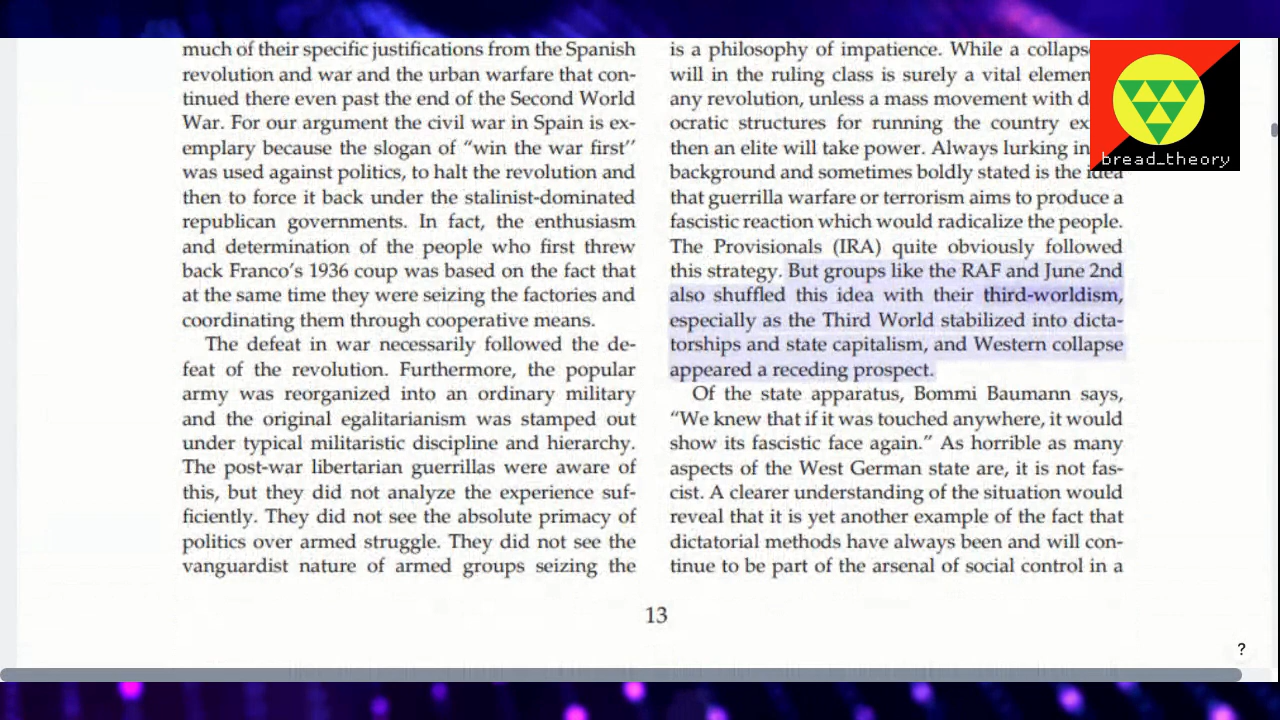 much of their specific justifications from the Spanish
revolution and war and the urban warfare that con-
tinued there even past the end of the Second World
War. For our argument the civil war in Spain is ex-
emplary because the slogan of “win the war first’’
was used against politics, to halt the revolution and
then to force it back under the stalinist-dominated
republican governments. In fact, the enthusiasm
and determination of the people who first threw
back Franco’s 1936 coup was based on the fact that
at the same time they were seizing the factories and
coordinating them through cooperative means.
The defeat in war necessarily followed the de-
feat of the revolution. Furthermore, the popular
army was reorganized into an ordinary military
and the original egalitarianism was stamped out
under typical militaristic discipline and hierarchy.
The post-war libertarian guerrillas were aware of
this, but they did not analyze the experience suf-
ficiently. They did not see the absolute primacy of
politics over armed struggle. They did not see the
vanguardist nature of armed groups seizing the
is a philosophy of impatience. While a
will in the ruling class is surely a vital
any revolution, unless a mass movement with
ocratic structures for running the country
then an elite will take power. Always lurking in
background and sometimes boldly stated is the idea
that guerrilla warfare or terrorism aims to produce a
fascistic reaction which would radicalize the people.
The Provisionals (IRA) quite obviously followed
this strategy. But groups like the RAF and June 2nd
also shuffled this idea with their third-worldism,
especially as the Third World stabilized into dicta-
torships and state capitalism, and Western collapse
appeared a receding prospect.
Of the state apparatus, Bommi Baumann says,
“We knew that if it was touched anywhere, it would
show its fascistic face again.” As horrible as many
aspects of the West German state are, it is not fas-
cist. A clearer understanding of the situation would
reveal that it is yet another example of the fact that
dictatorial methods have always been and will con-
tinue to be part of the arsenal of social control in a
13
bread_theory
?